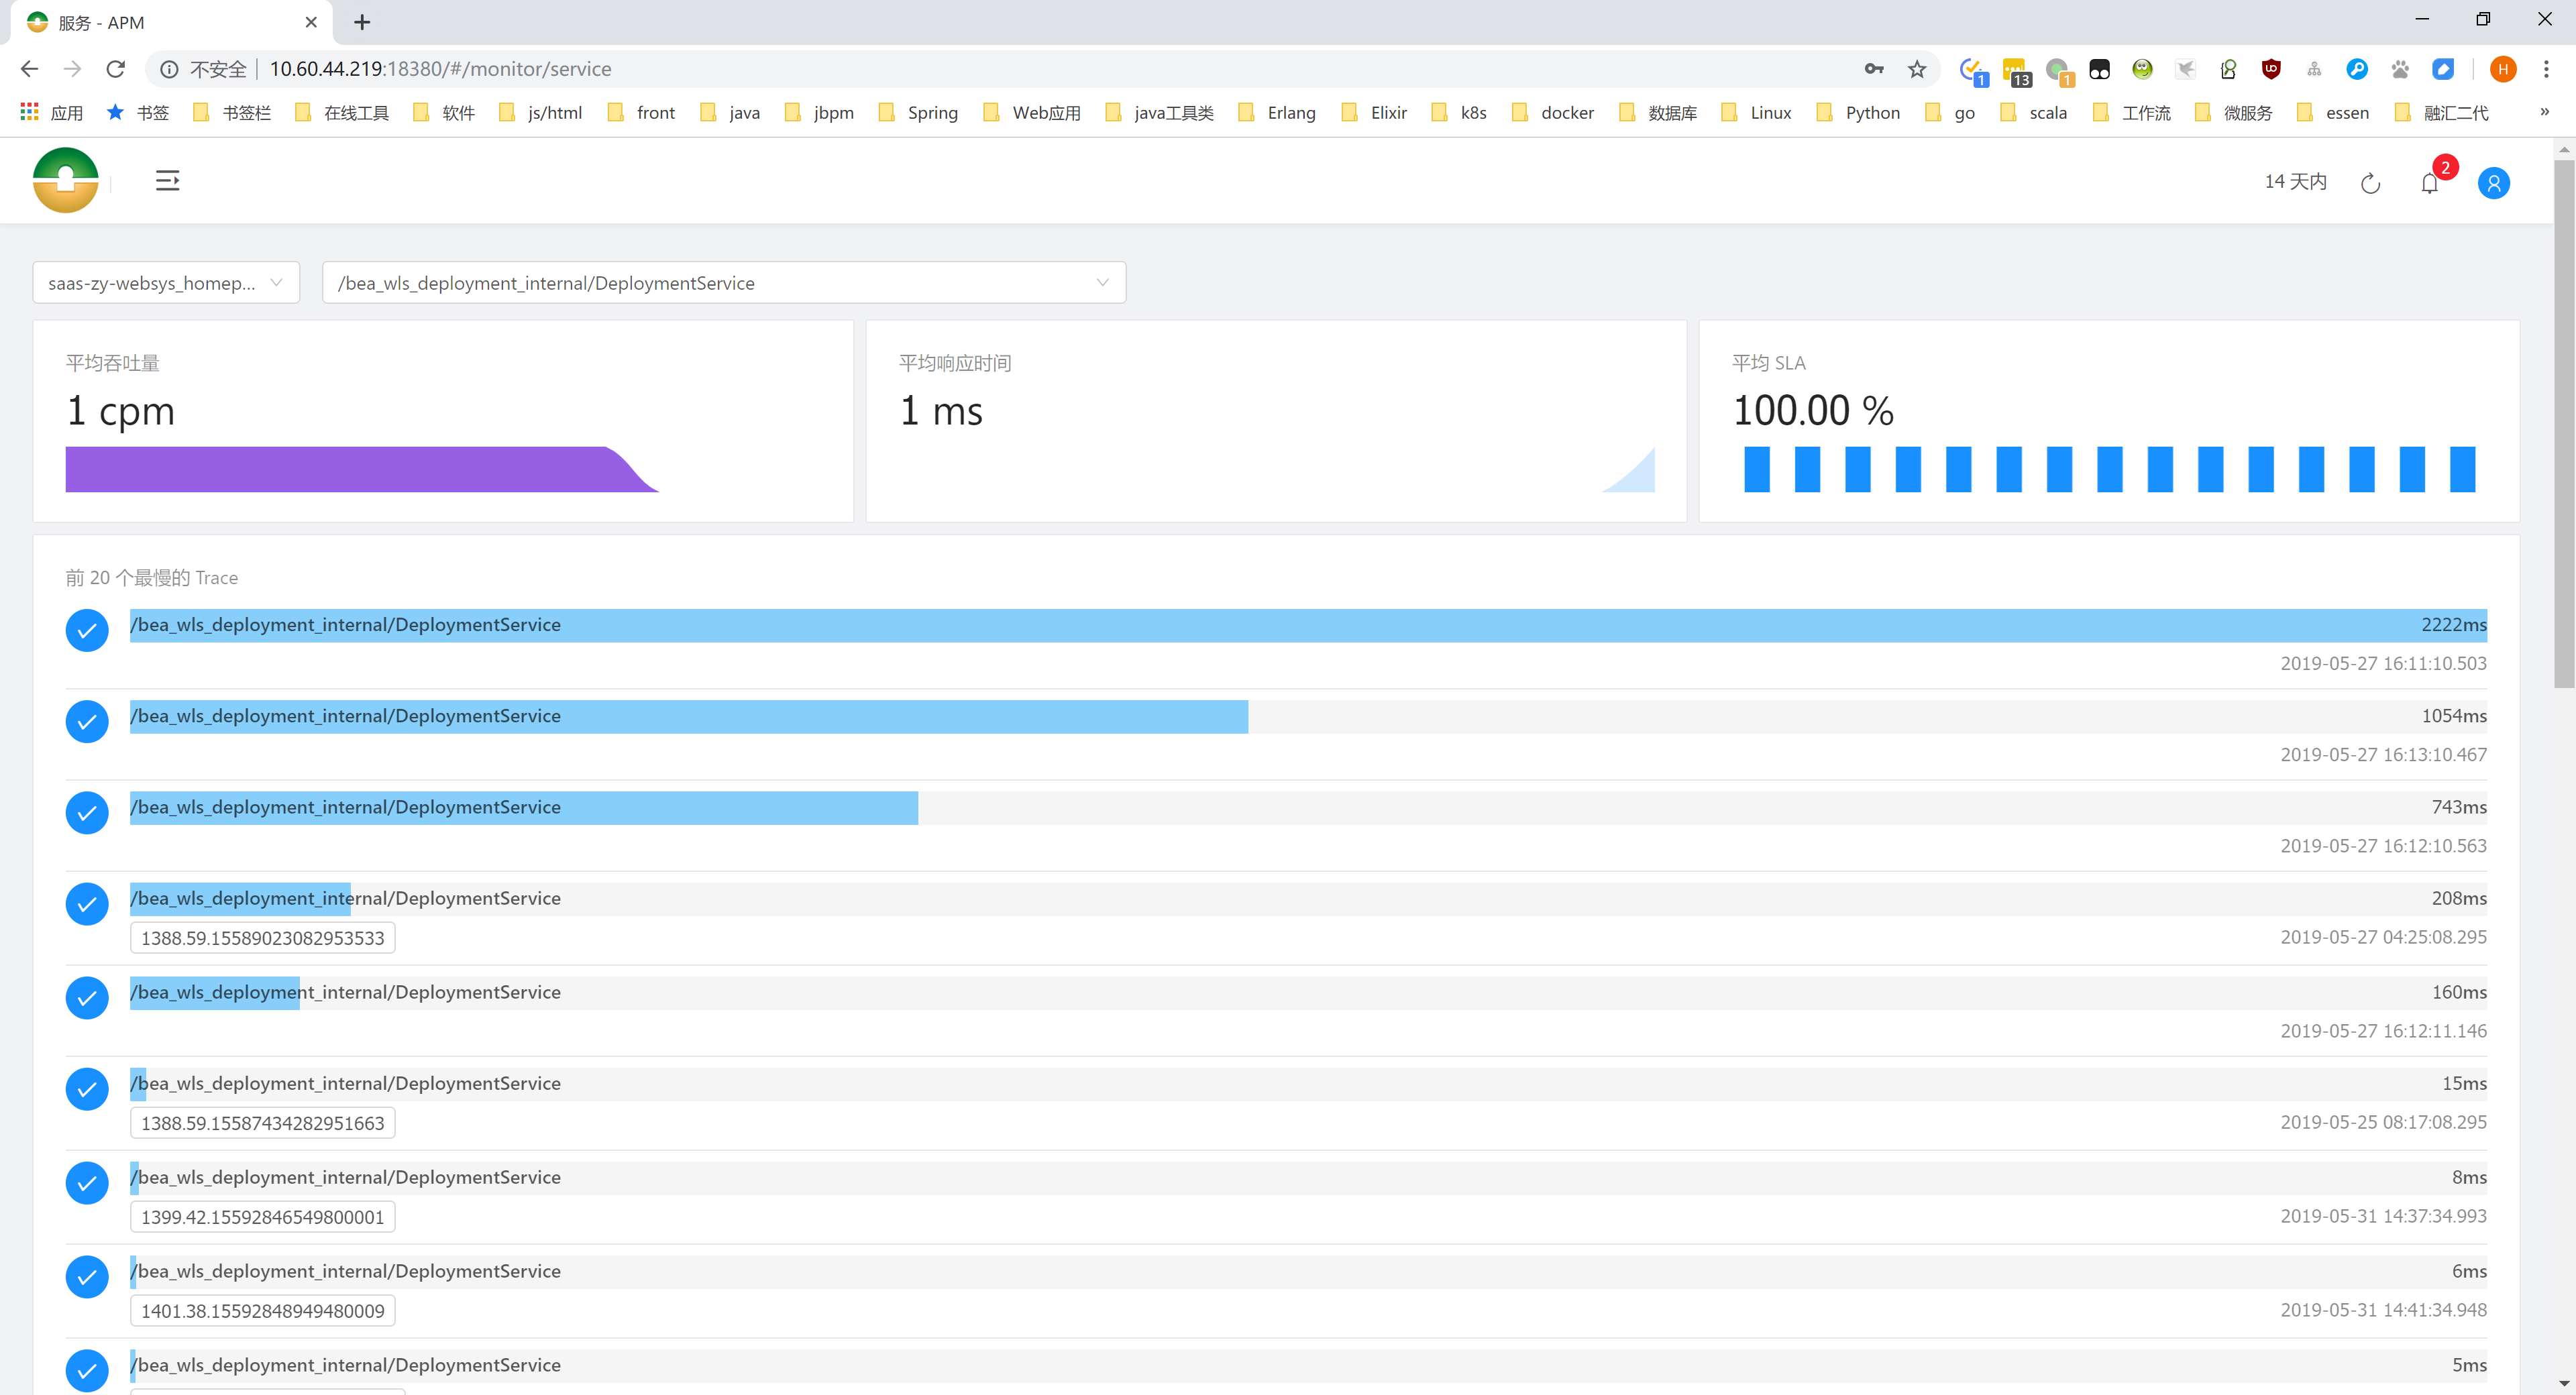 服务 - APM
不安全 10.60.44.219:18380/#/monitor/service
1 13 1 H
应用 书签 书签栏 在线工具 软件 js/html front java jbpm Spring Web应用 java工具类 Erlang Elixir k8s docker 数据库 Linux Python go scala 工作流 微服务 essen 融汇二代 »
14 天内 2
saas-zy-websys_homep... /bea_wls_deployment_internal/DeploymentService
平均吞吐量
1 cpm
平均响应时间
1 ms
平均 SLA
100.00 %
前 20 个最慢的 Trace
/bea_wls_deployment_internal/DeploymentService 2222ms
2019-05-27 16:11:10.503
/bea_wls_deployment_internal/DeploymentService 1054ms
2019-05-27 16:13:10.467
/bea_wls_deployment_internal/DeploymentService 743ms
2019-05-27 16:12:10.563
/bea_wls_deployment_internal/DeploymentService 208ms
1388.59.15589023082953533 2019-05-27 04:25:08.295
/bea_wls_deployment_internal/DeploymentService 160ms
2019-05-27 16:12:11.146
/bea_wls_deployment_internal/DeploymentService 15ms
1388.59.15587434282951663 2019-05-25 08:17:08.295
/bea_wls_deployment_internal/DeploymentService 8ms
1399.42.15592846549800001 2019-05-31 14:37:34.993
/bea_wls_deployment_internal/DeploymentService 6ms
1401.38.15592848949480009 2019-05-31 14:41:34.948
/bea_wls_deployment_internal/DeploymentService 5ms